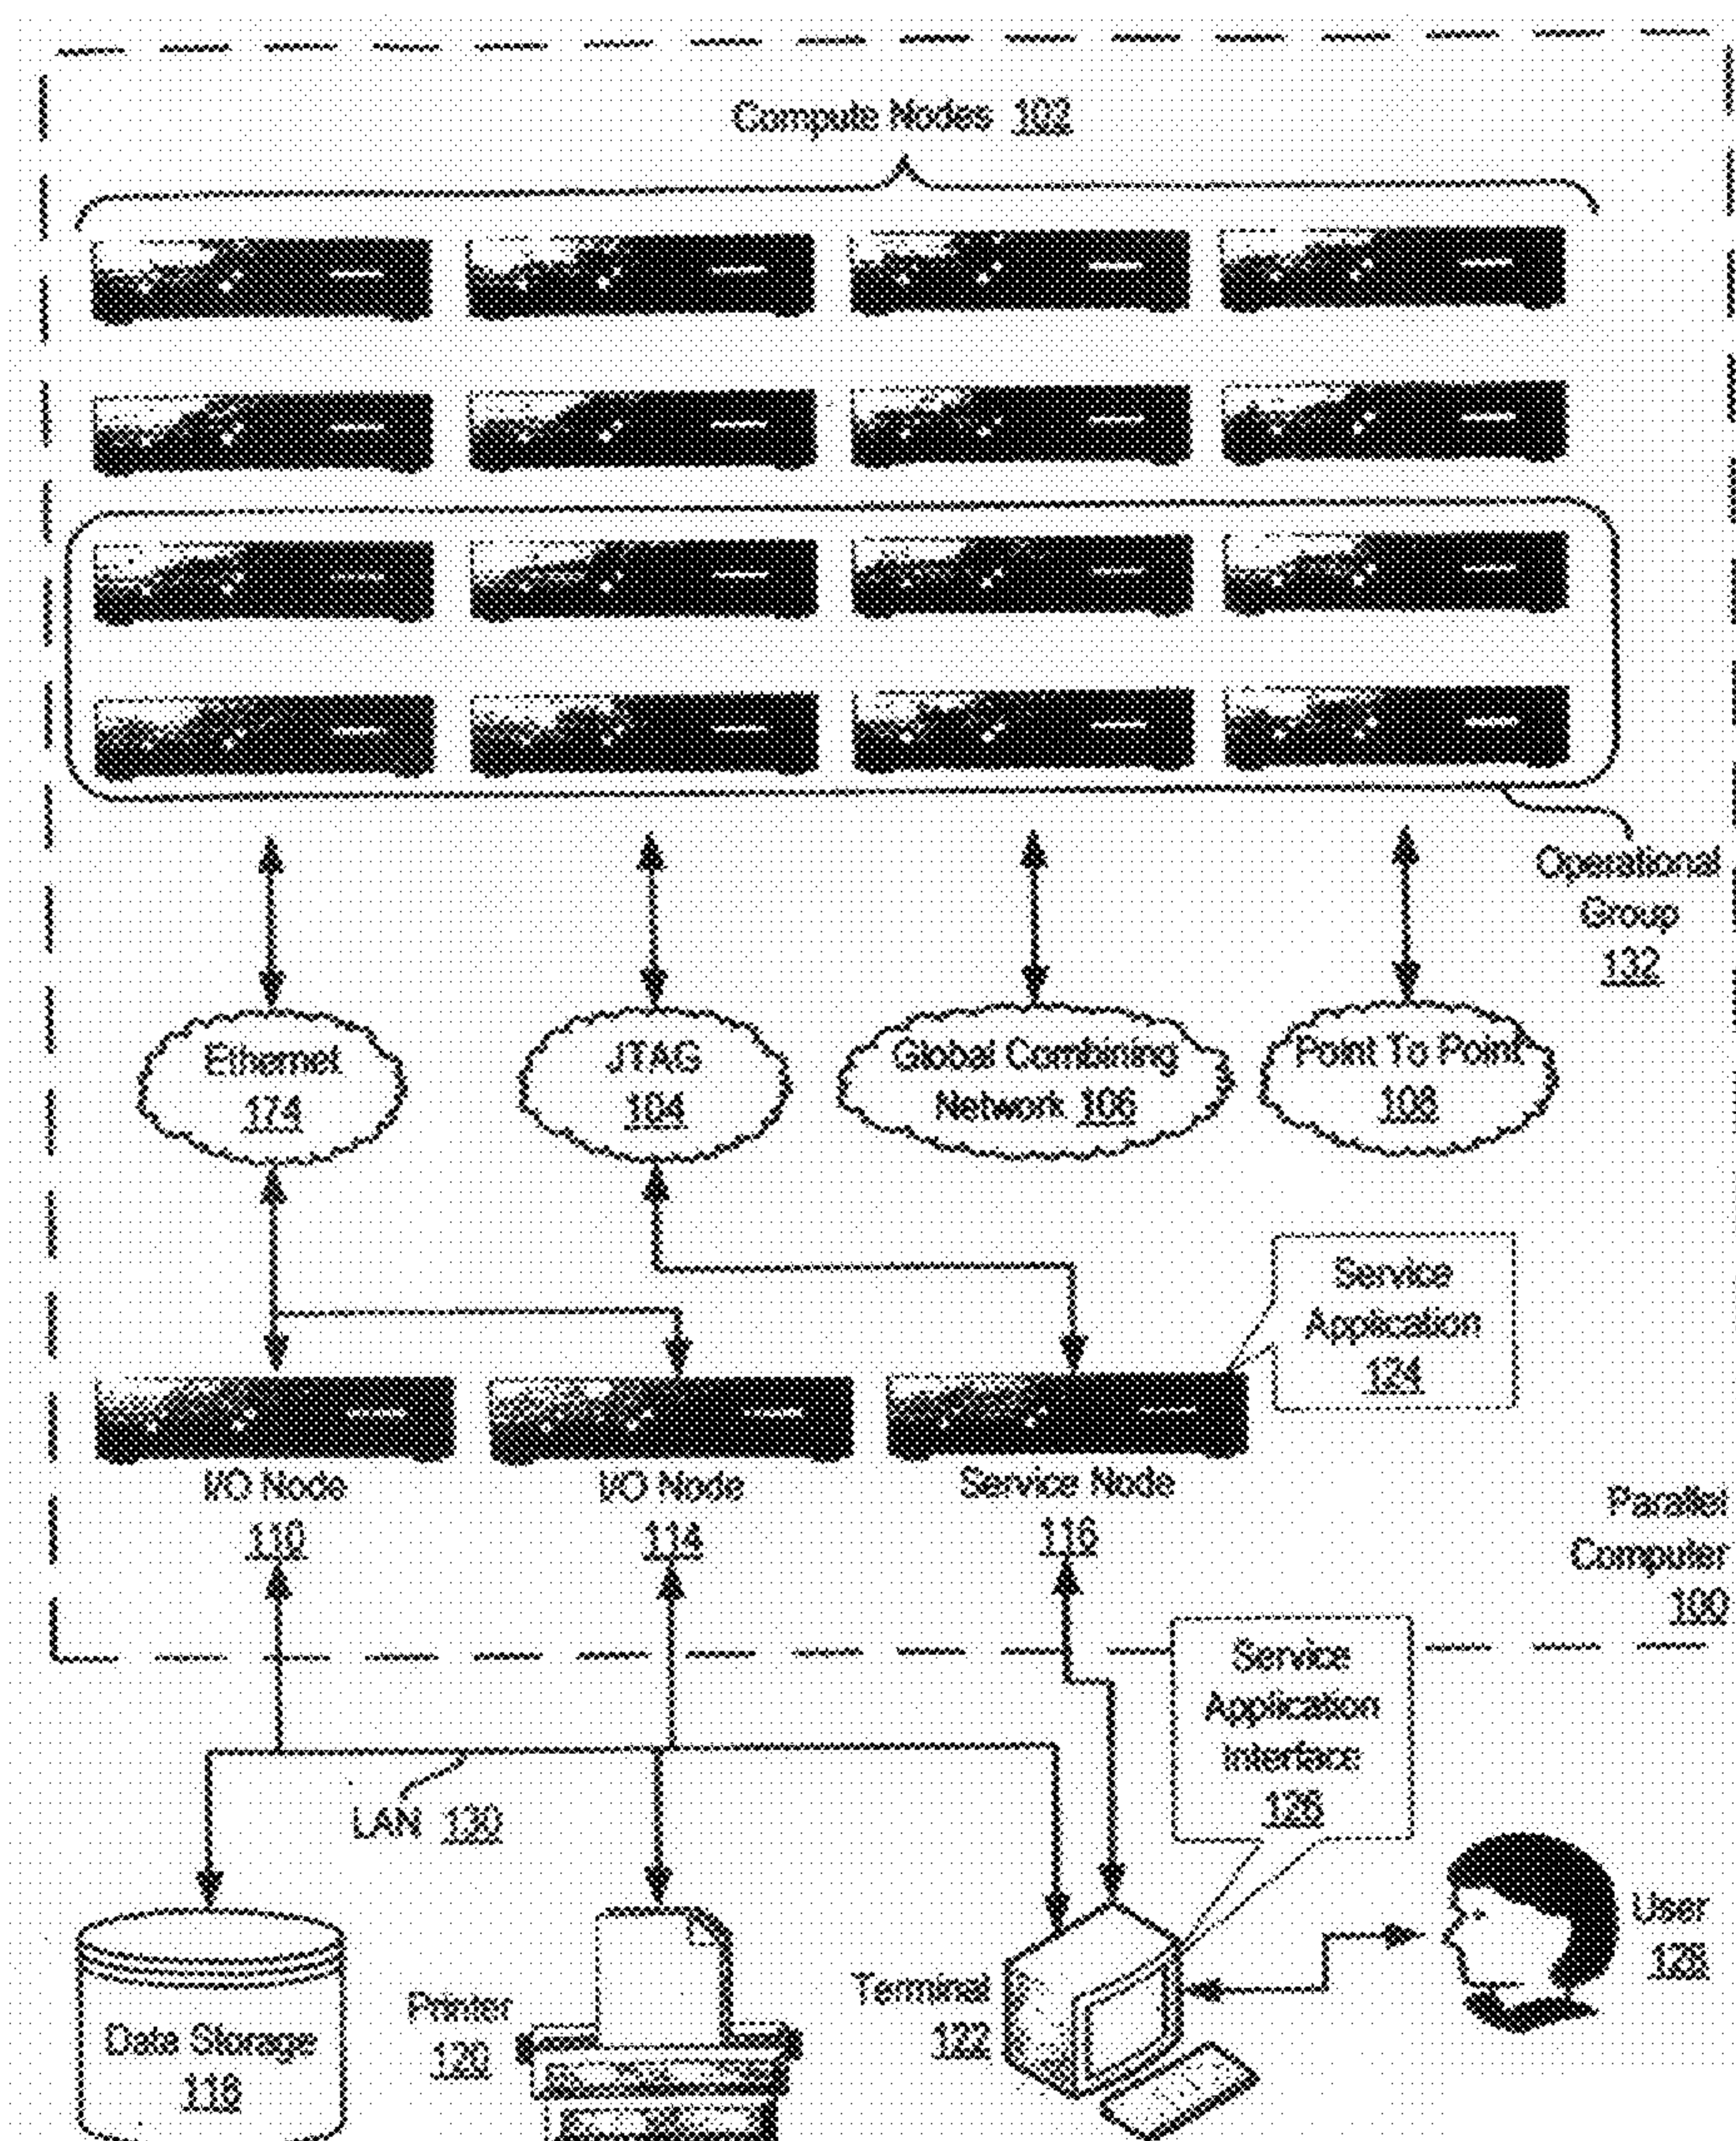 Compute Nodes 102
Operational
Group
132
Ethernet
174
JTAG
104
Global Combining
Network 106
Point To Point
108
Service
Application
124
I/O Node
110
I/O Node
114
Service Node
116
Parallel
Computer
100
Service
Application
Interface
126
LAN 130
Data Storage
118
Printer
120
Terminal
122
User
128